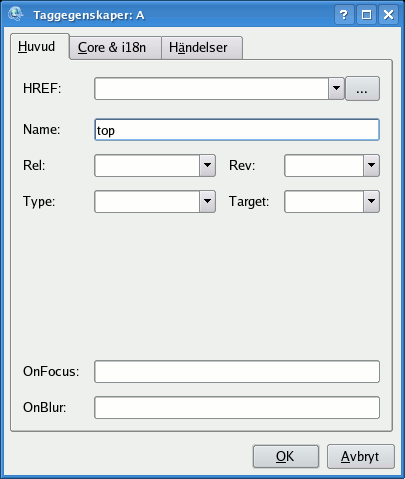 Taggegenskaper: A
Huvud Core & i18n Händelser
HREF: ...
Name: top
Rel: Rev:
Type: Target:
OnFocus:
OnBlur:
OK Avbryt